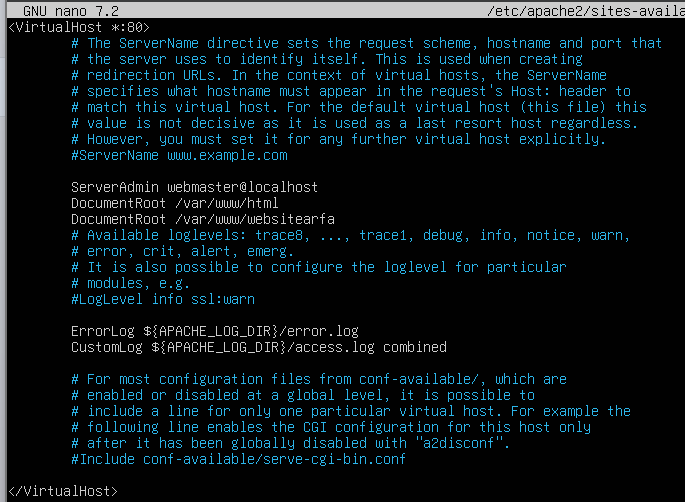 GNU nano 7.2 /etc/apache2/sites-availa
<VirtualHost *:80>
# The ServerName directive sets the request scheme, hostname and port that
# the server uses to identify itself. This is used when creating
# redirection URLs. In the context of virtual hosts, the ServerName
# specifies what hostname must appear in the request's Host: header to
# match this virtual host. For the default virtual host (this file) this
# value is not decisive as it is used as a last resort host regardless.
# However, you must set it for any further virtual host explicitly.
#ServerName www.example.com
ServerAdmin webmaster@localhost
DocumentRoot /var/www/html
DocumentRoot /var/www/websitearfa
# Available loglevels: trace8, ..., trace1, debug, info, notice, warn,
# error, crit, alert, emerg.
# It is also possible to configure the loglevel for particular
# modules, e.g.
#LogLevel info ssl:warn
ErrorLog ${APACHE_LOG_DIR}/error.log
CustomLog ${APACHE_LOG_DIR}/access.log combined
# For most configuration files from conf-available/, which are
# enabled or disabled at a global level, it is possible to
# include a line for only one particular virtual host. For example the
# following line enables the CGI configuration for this host only
# after it has been globally disabled with "a2disconf".
#Include conf-available/serve-cgi-bin.conf
</VirtualHost>